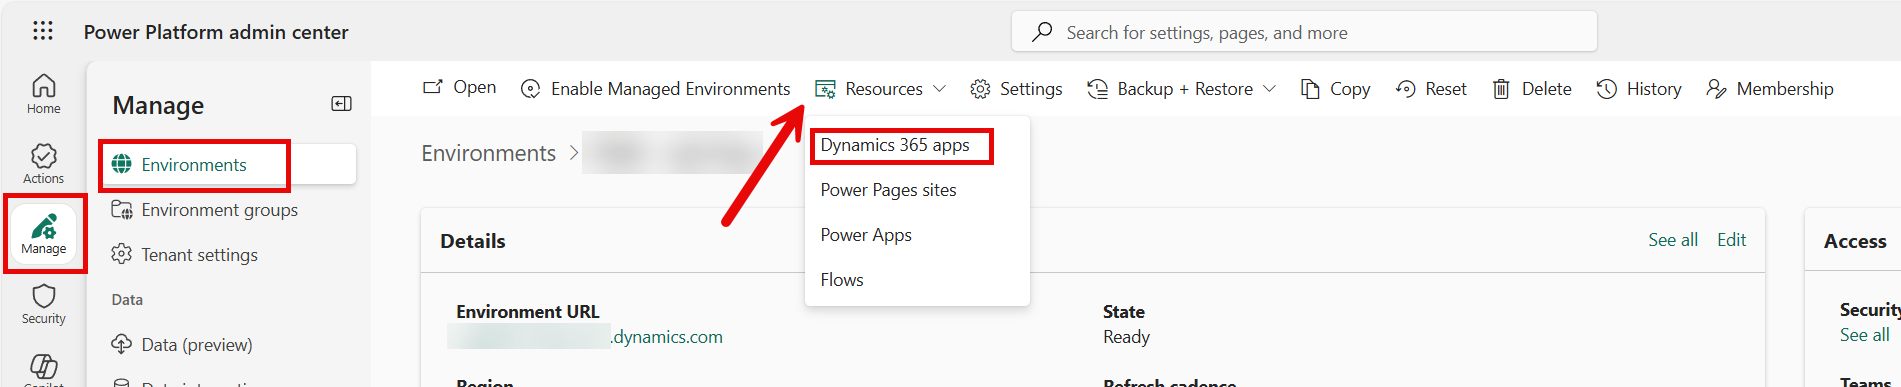 Power Platform admin center
Search for settings, pages, and more
Home
Actions
Manage
Security
Manage
Environments
Environment groups
Tenant settings
Data
Data (preview)
Open
Enable Managed Environments
Resources
Settings
Backup + Restore
Copy
Reset
Delete
History
Membership
Environments >
Dynamics 365 apps
Power Pages sites
Power Apps
Flows
Details
See all
Edit
Environment URL
.dynamics.com
State
Ready
Region
Refresh cadence
Access
Security
See all
Teams